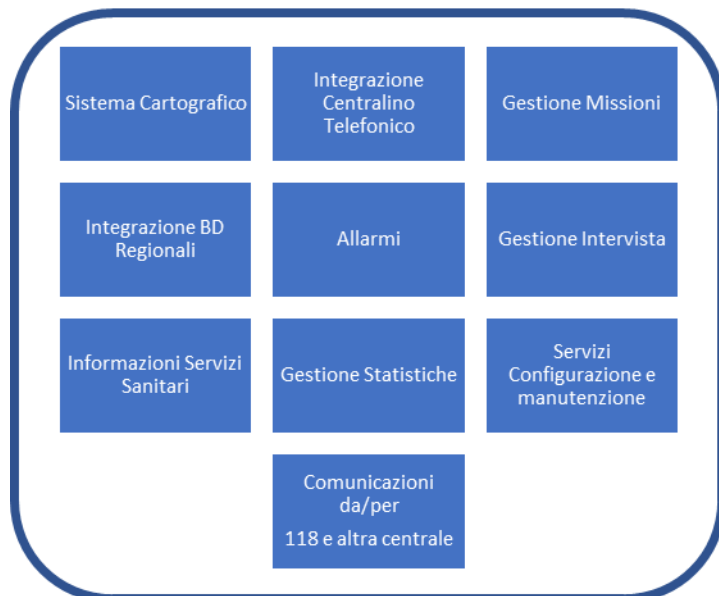 Sistema Cartografico
Integrazione
Centralino
Telefonico
Gestione Missioni
Integrazione BD
Regionali
Allarmi
Gestione Intervista
Informazioni Servizi
Sanitari
Gestione Statistiche
Servizi
Configurazione e
manutenzione
Comunicazioni
da/per
118 e altra centrale